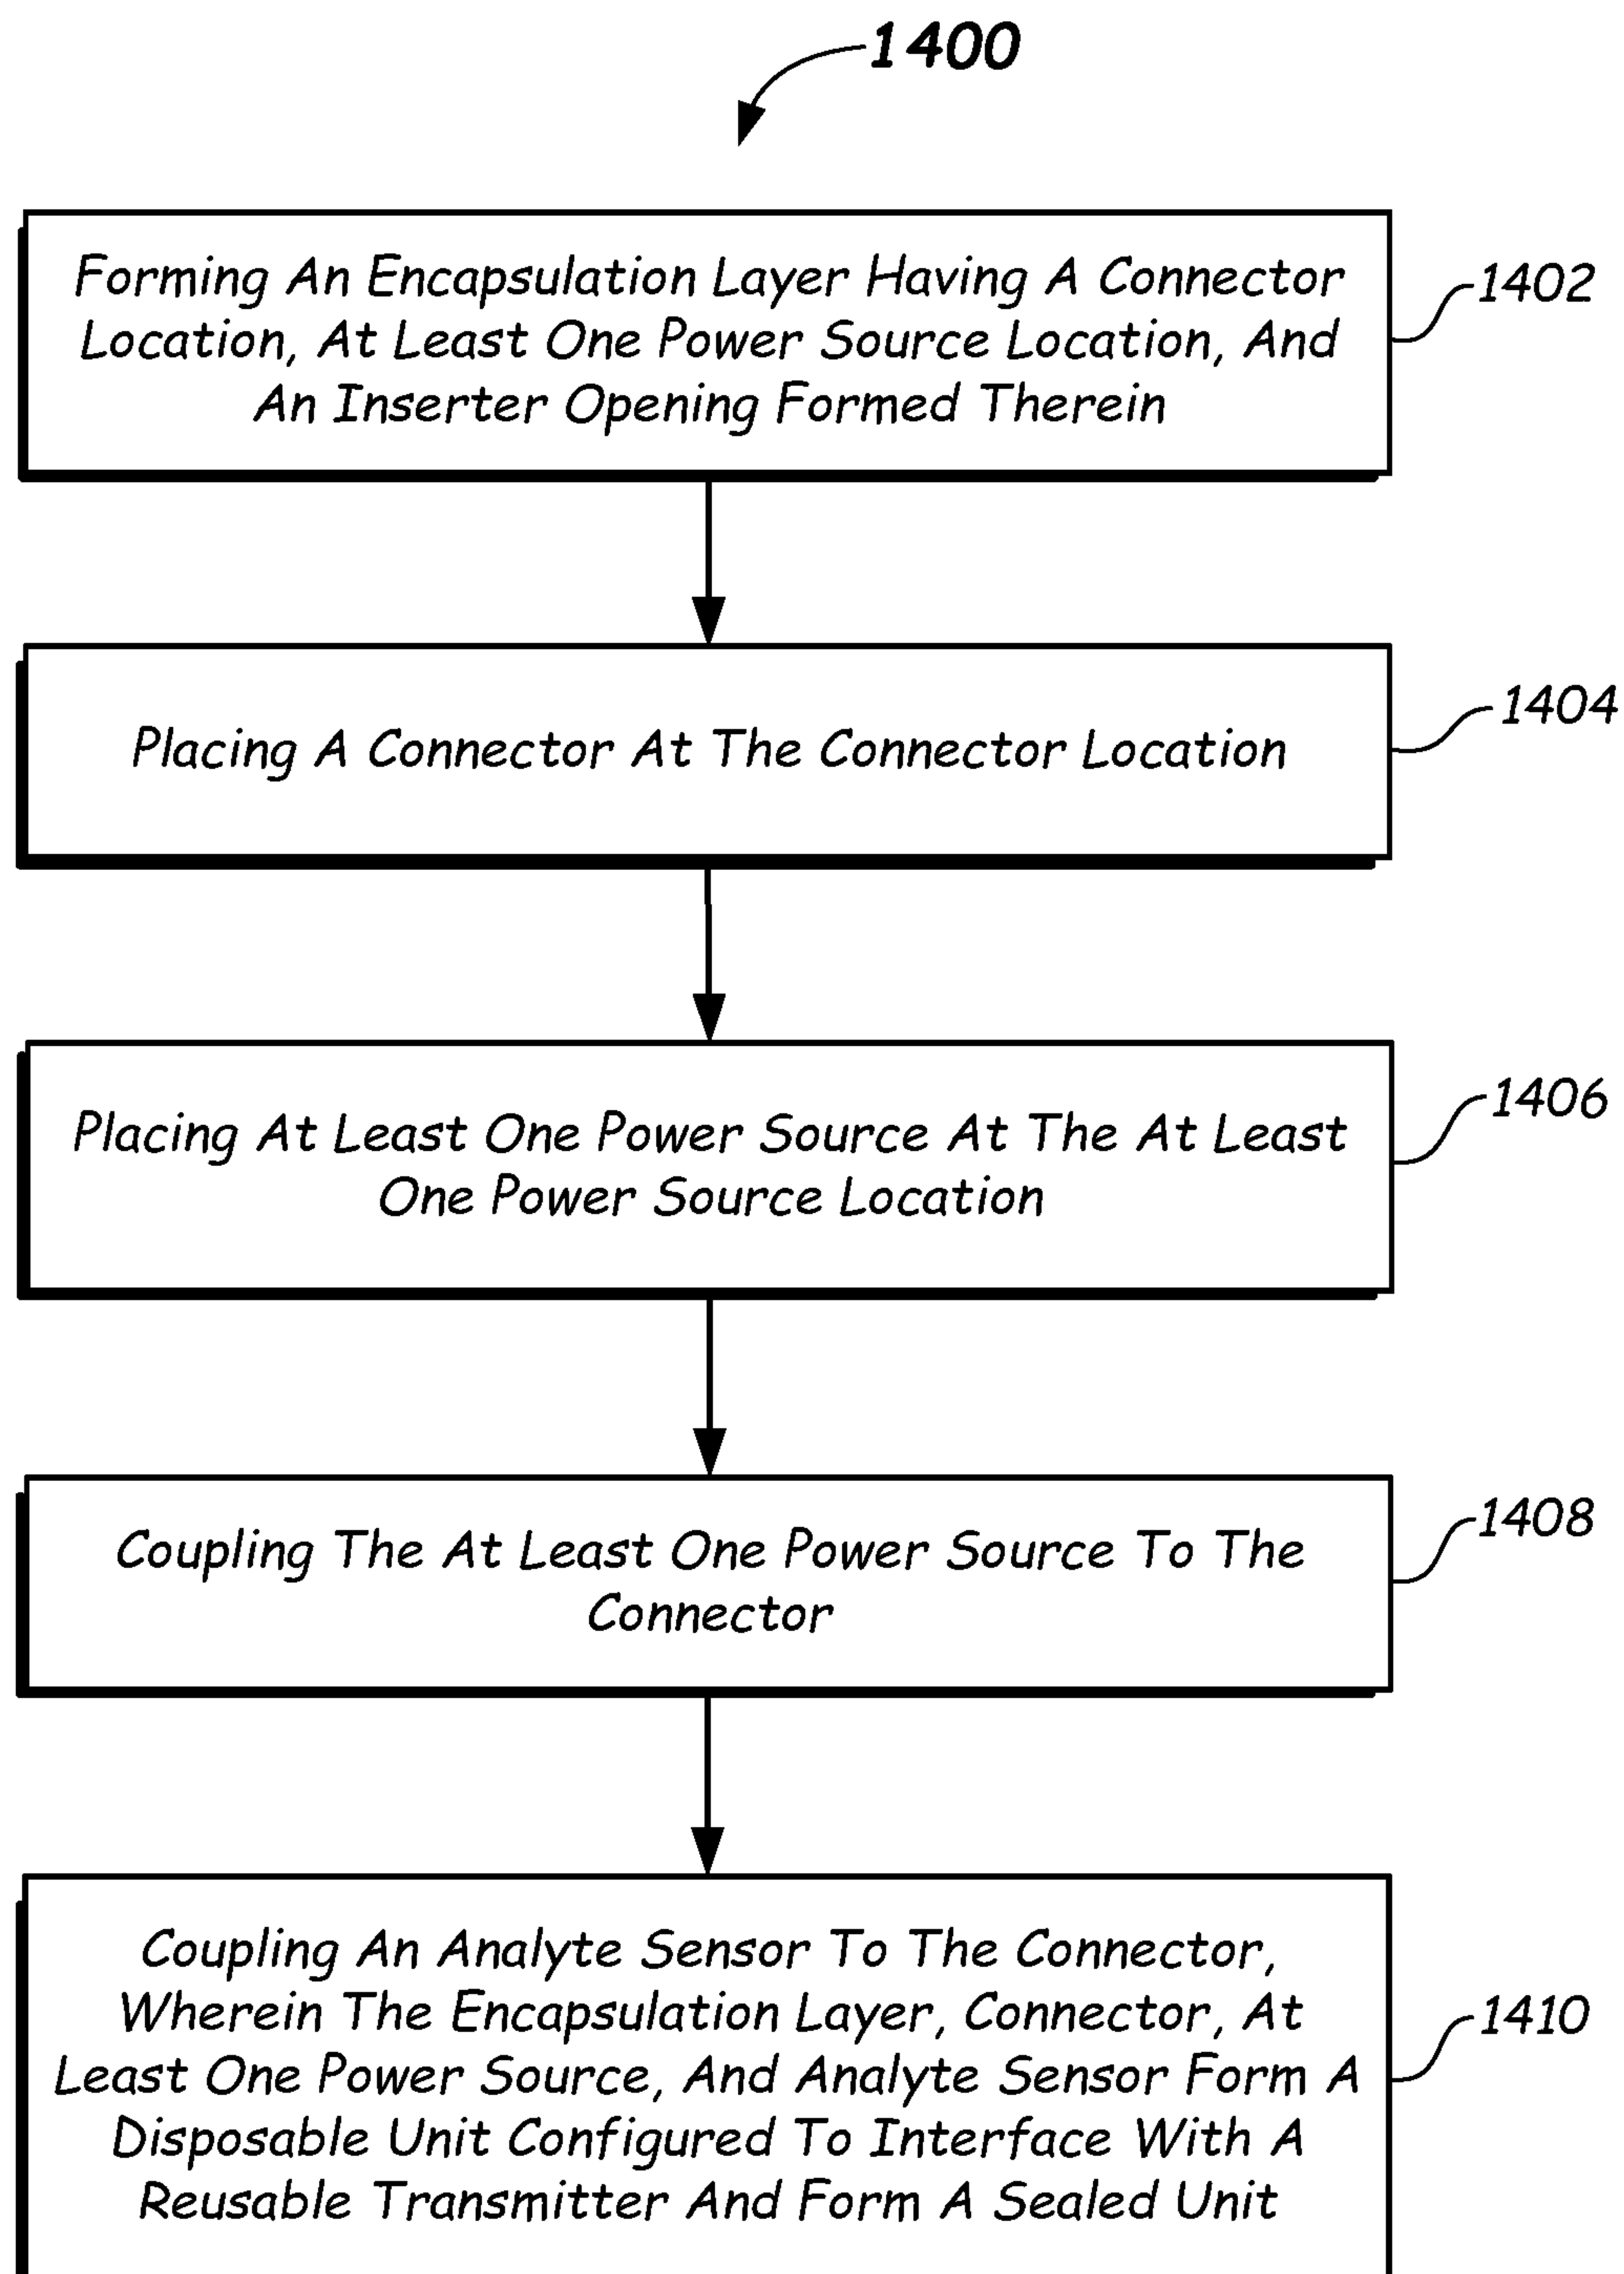 1400
Forming An Encapsulation Layer Having A Connector
Location, At Least One Power Source Location, And
An Inserter Opening Formed Therein
1402
Placing A Connector At The Connector Location
1404
Placing At Least One Power Source At The At Least
One Power Source Location
1406
Coupling The At Least One Power Source To The
Connector
1408
Coupling An Analyte Sensor To The Connector,
Wherein The Encapsulation Layer, Connector, At
Least One Power Source, And Analyte Sensor Form A
Disposable Unit Configured To Interface With A
Reusable Transmitter And Form A Sealed Unit
1410